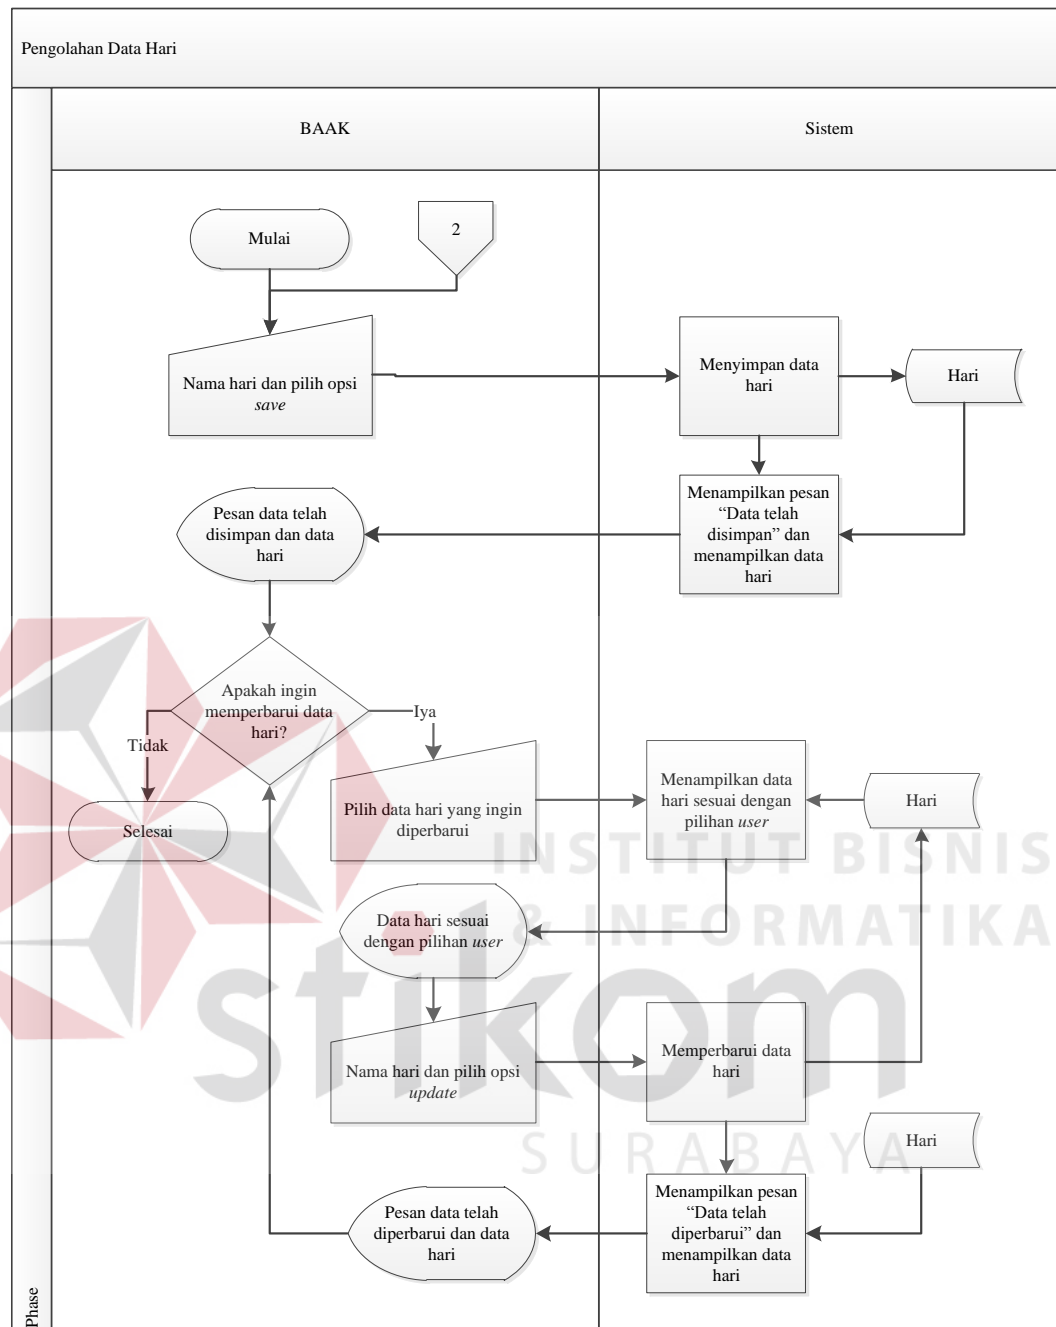 Pengolahan Data Hari
BAAK
Sistem
Mulai
2
Nama hari dan pilih opsi
save
Menyimpan data
hari
Hari
Pesan data telah
disimpan dan data
hari
Menampilkan pesan
“Data telah
disimpan” dan
menampilkan data
hari
Apakah ingin
memperbarui data
hari?
Iya
Tidak
Selesai
Pilih data hari yang ingin
diperbarui
Menampilkan data
hari sesuai dengan
pilihan user
Hari
Data hari sesuai
dengan pilihan user
Nama hari dan pilih opsi
update
Memperbarui data
hari
Hari
Pesan data telah
diperbarui dan data
hari
Menampilkan pesan
“Data telah
diperbarui” dan
menampilkan data
hari
Phase
INSTITUT BISNIS
& INFORMATIKA
stikom
SURABAYA